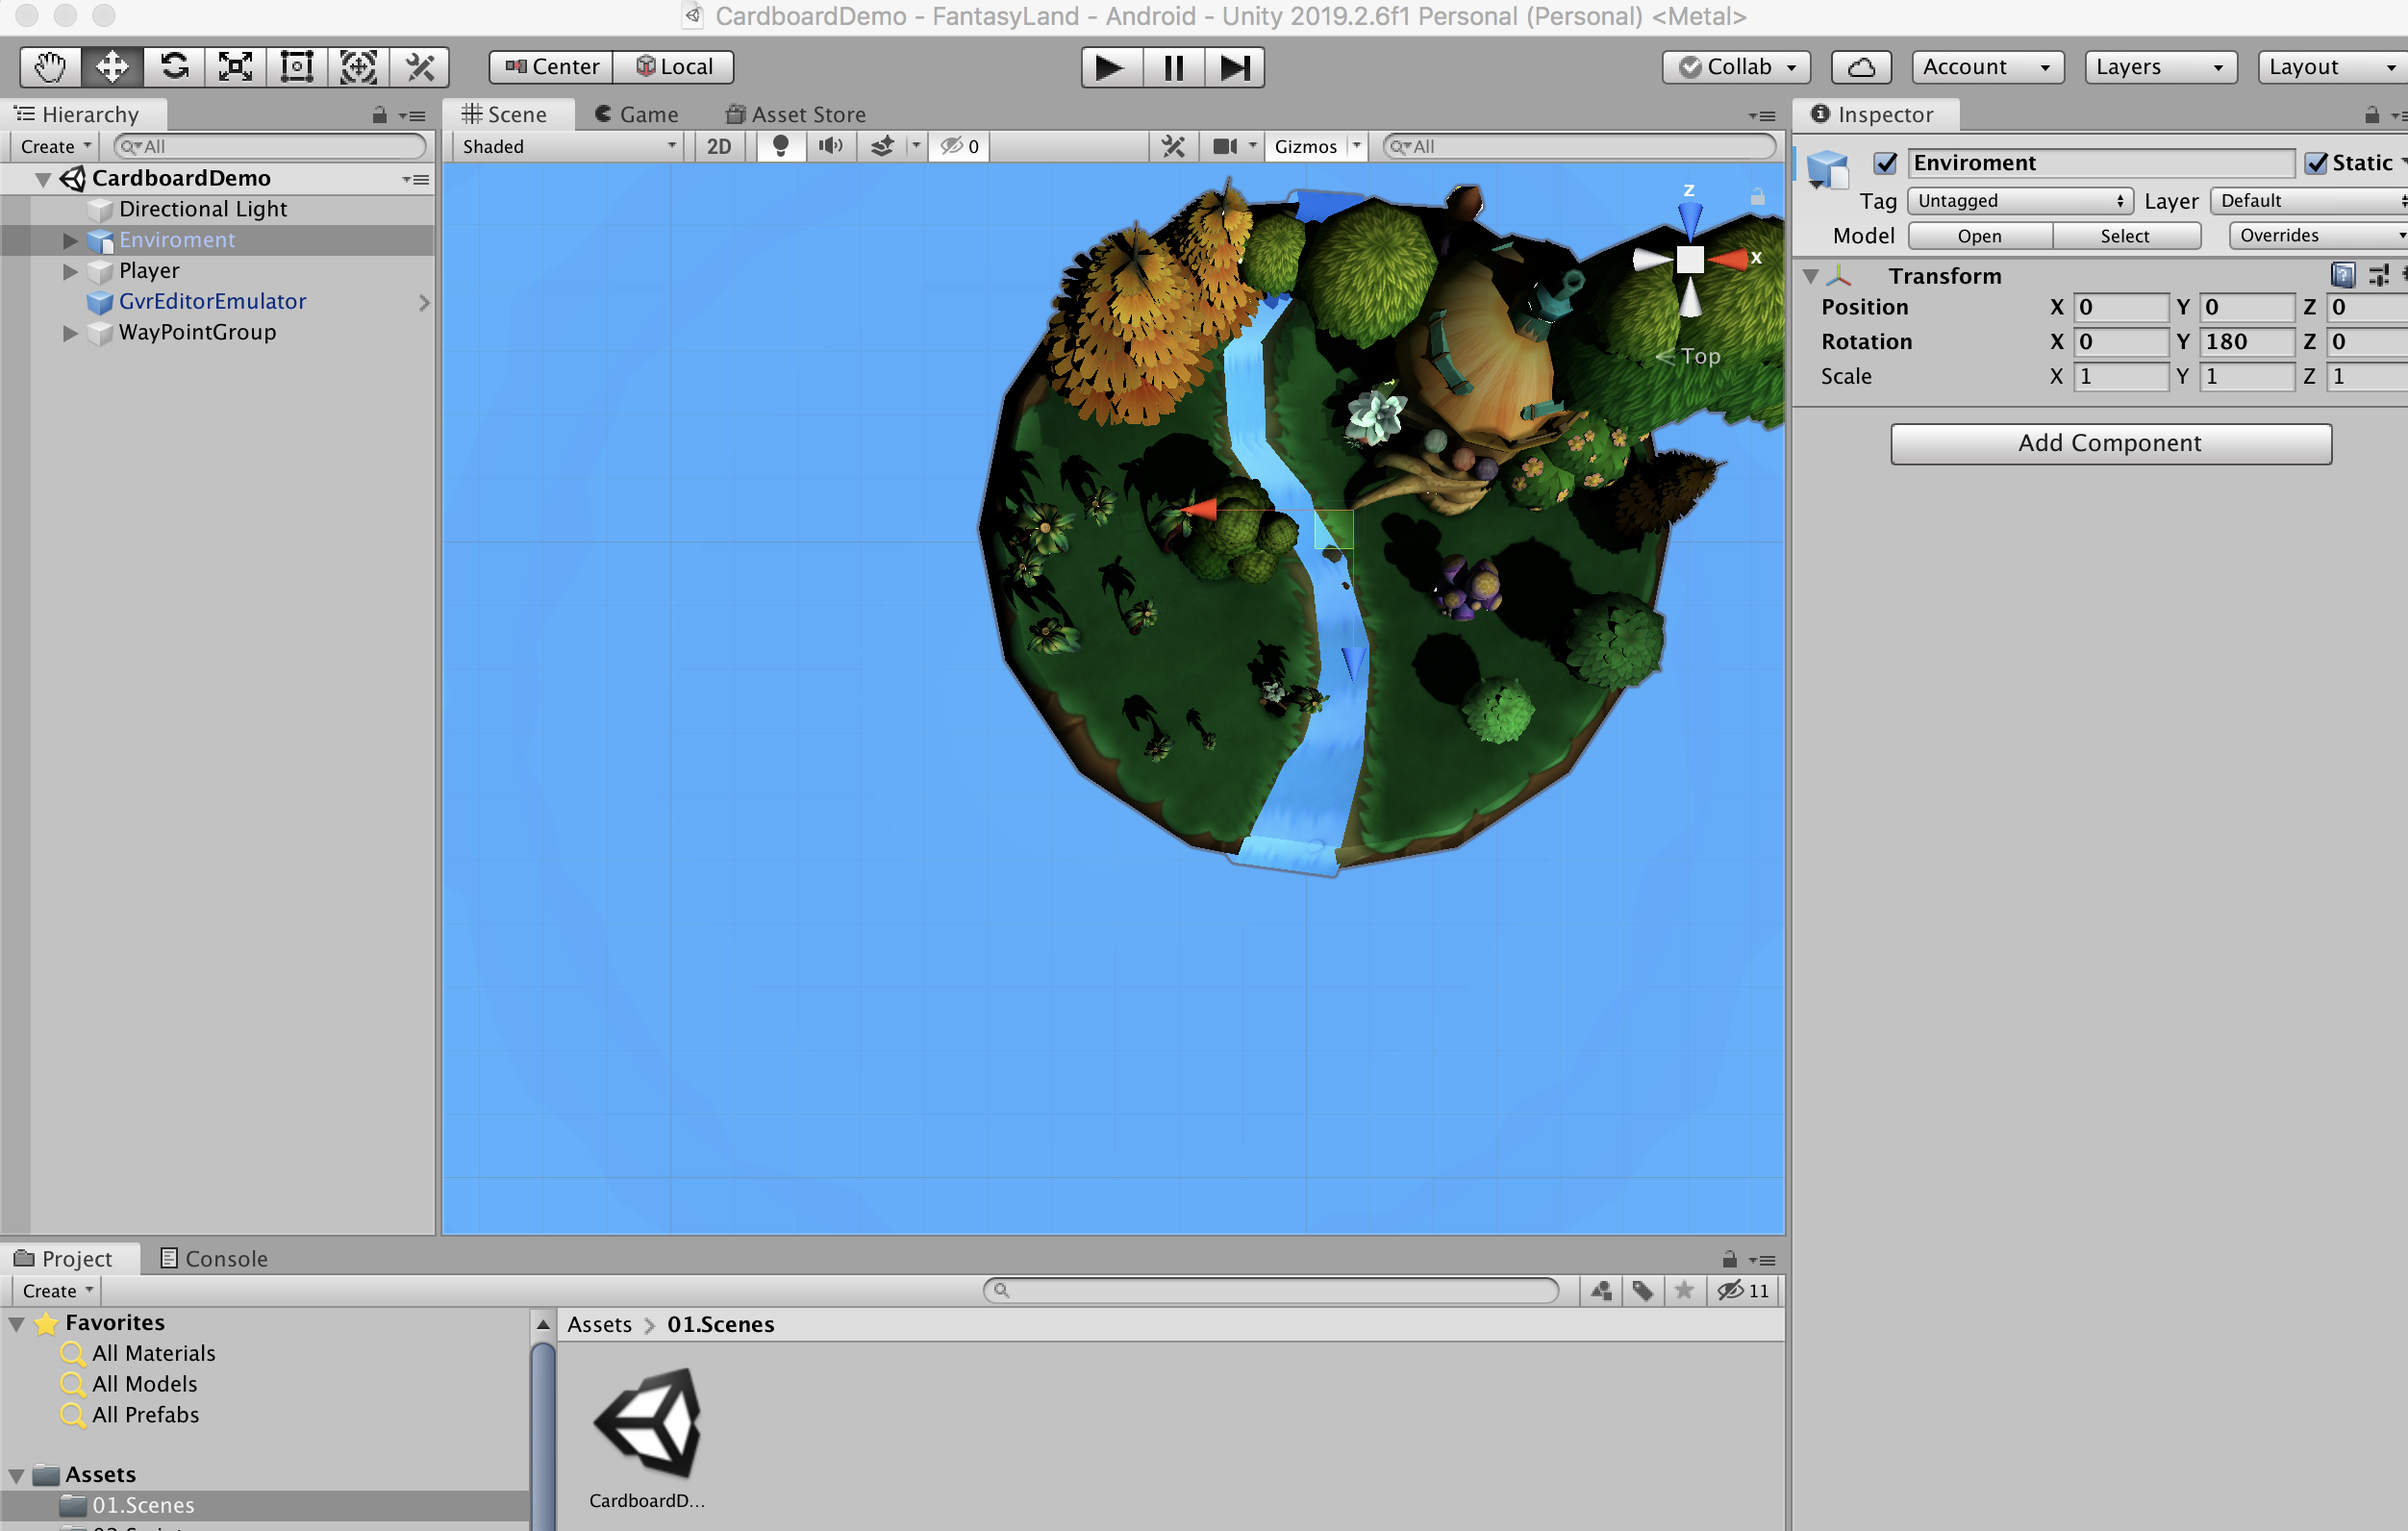 CardboardDemo - FantasyLand - Android - Unity 2019.2.6f1 Personal (Personal) <Metal>
Center Local Collab Account Layers Layout
Hierarchy
Create All
CardboardDemo
Directional Light
Enviroment
Player
GvrEditorEmulator
WayPointGroup
Scene Game Asset Store
Shaded 2D 0 Gizmos All
z
x
Top
Inspector
Enviroment Static
Tag Untagged Layer Default
Model Open Select Overrides
Transform
Position X 0 Y 0 Z 0
Rotation X 0 Y 180 Z 0
Scale X 1 Y 1 Z 1
Add Component
Project Console
Create 11
Favorites
All Materials
All Models
All Prefabs
Assets
01.Scenes
Assets > 01.Scenes
CardboardD...